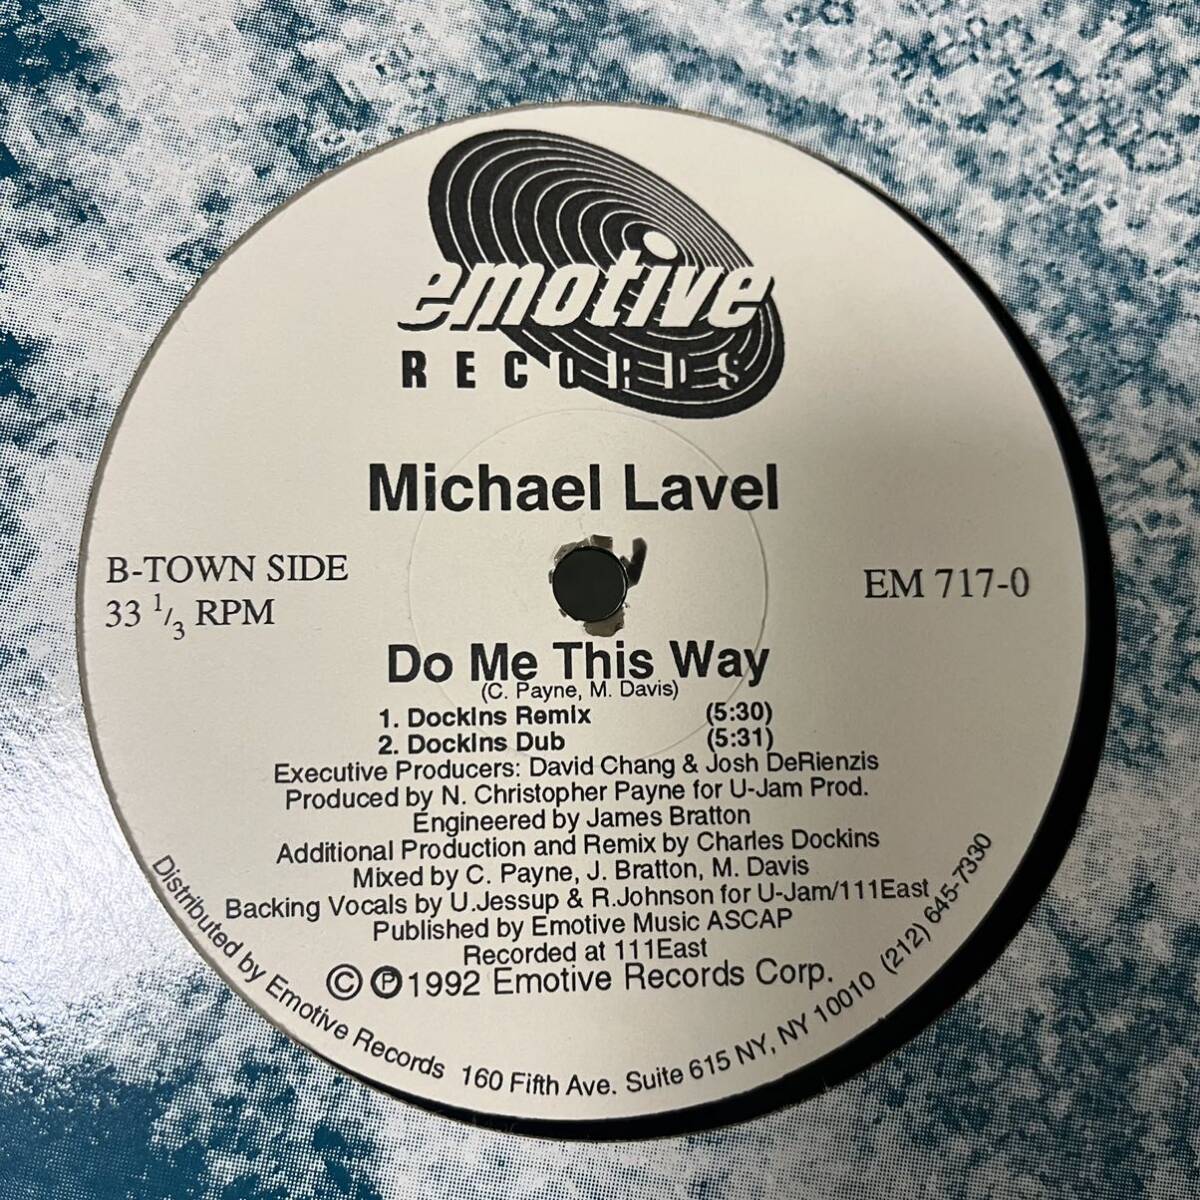 emotive
RECORDS
Michael Lavel
B-TOWN SIDE
33 1/3 RPM
EM 717-0
Do Me This Way
(C. Payne, M. Davis)
1. Dockins Remix (5:30)
2. Dockins Dub (5:31)
Executive Producers: David Chang & Josh DeRienzis
Produced by N. Christopher Payne for U-Jam Prod.
Engineered by James Bratton
Additional Production and Remix by Charles Dockins
Mixed by C. Payne, J. Bratton, M. Davis
Backing Vocals by U.Jessup & R.Johnson for U-Jam/111East
Published by Emotive Music ASCAP
Recorded at 111East
© ℗1992 Emotive Records Corp.
Distributed by Emotive Records 160 Fifth Ave. Suite 615 NY, NY 10010 (212) 645-7330